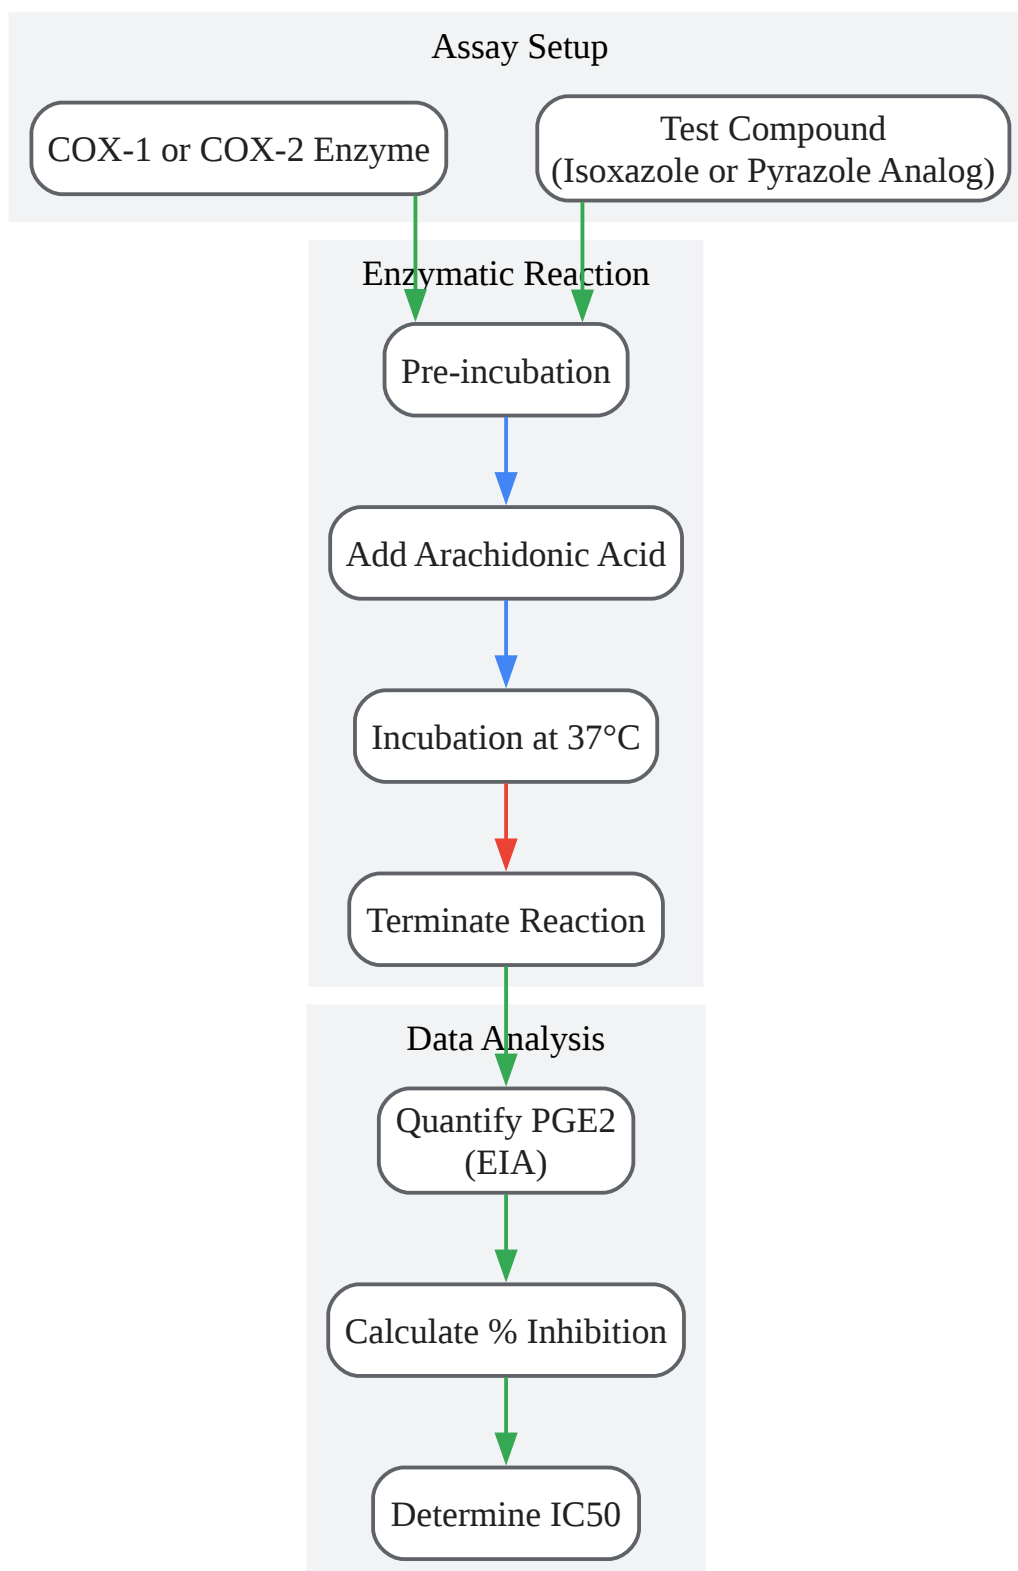 Assay Setup
COX-1 or COX-2 Enzyme
Test Compound
(Isoxazole or Pyrazole Analog)
Enzymatic Reaction
Pre-incubation
Add Arachidonic Acid
Incubation at 37°C
Terminate Reaction
Data Analysis
Quantify PGE2
(EIA)
Calculate % Inhibition
Determine IC50